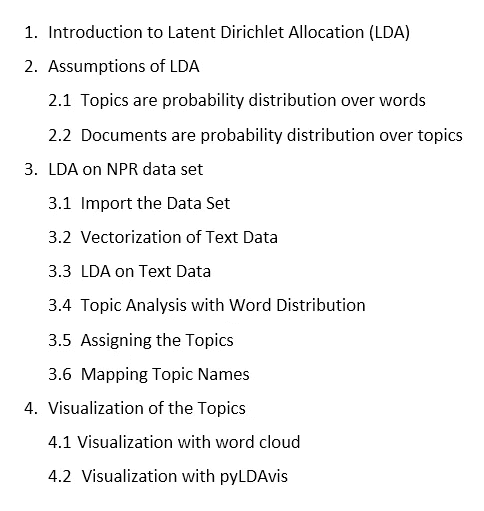 1. Introduction to Latent Dirichlet Allocation (LDA)
2. Assumptions of LDA
2.1 Topics are probability distribution over words
2.2 Documents are probability distribution over topics
3. LDA on NPR data set
3.1 Import the Data Set
3.2 Vectorization of Text Data
3.3 LDA on Text Data
3.4 Topic Analysis with Word Distribution
3.5 Assigning the Topics
3.6 Mapping Topic Names
4. Visualization of the Topics
4.1 Visualization with word cloud
4.2 Visualization with pyLDAvis